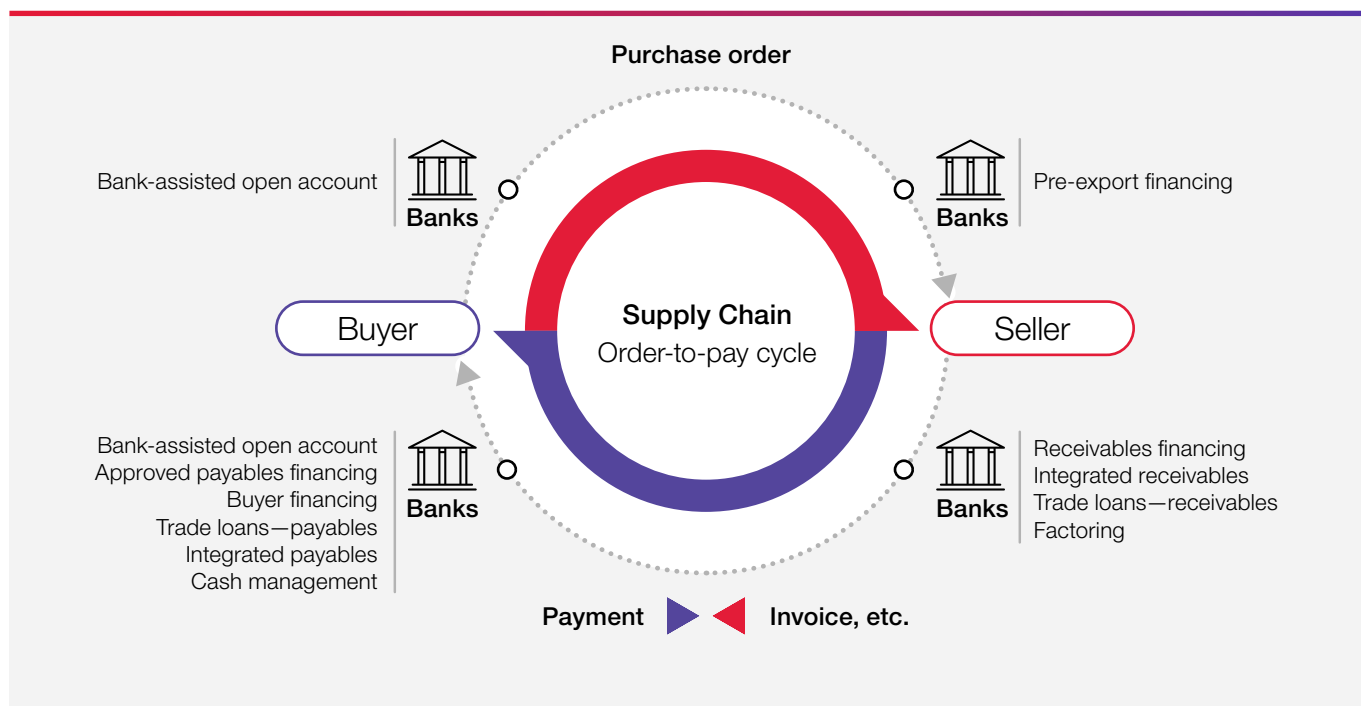 Purchase order
Bank-assisted open account
Banks
Banks
Pre-export financing
Buyer
Supply Chain
Order-to-pay cycle
Seller
Bank-assisted open account
Approved payables financing
Buyer financing
Trade loans—payables
Integrated payables
Cash management
Banks
Banks
Receivables financing
Integrated receivables
Trade loans—receivables
Factoring
Payment
Invoice, etc.